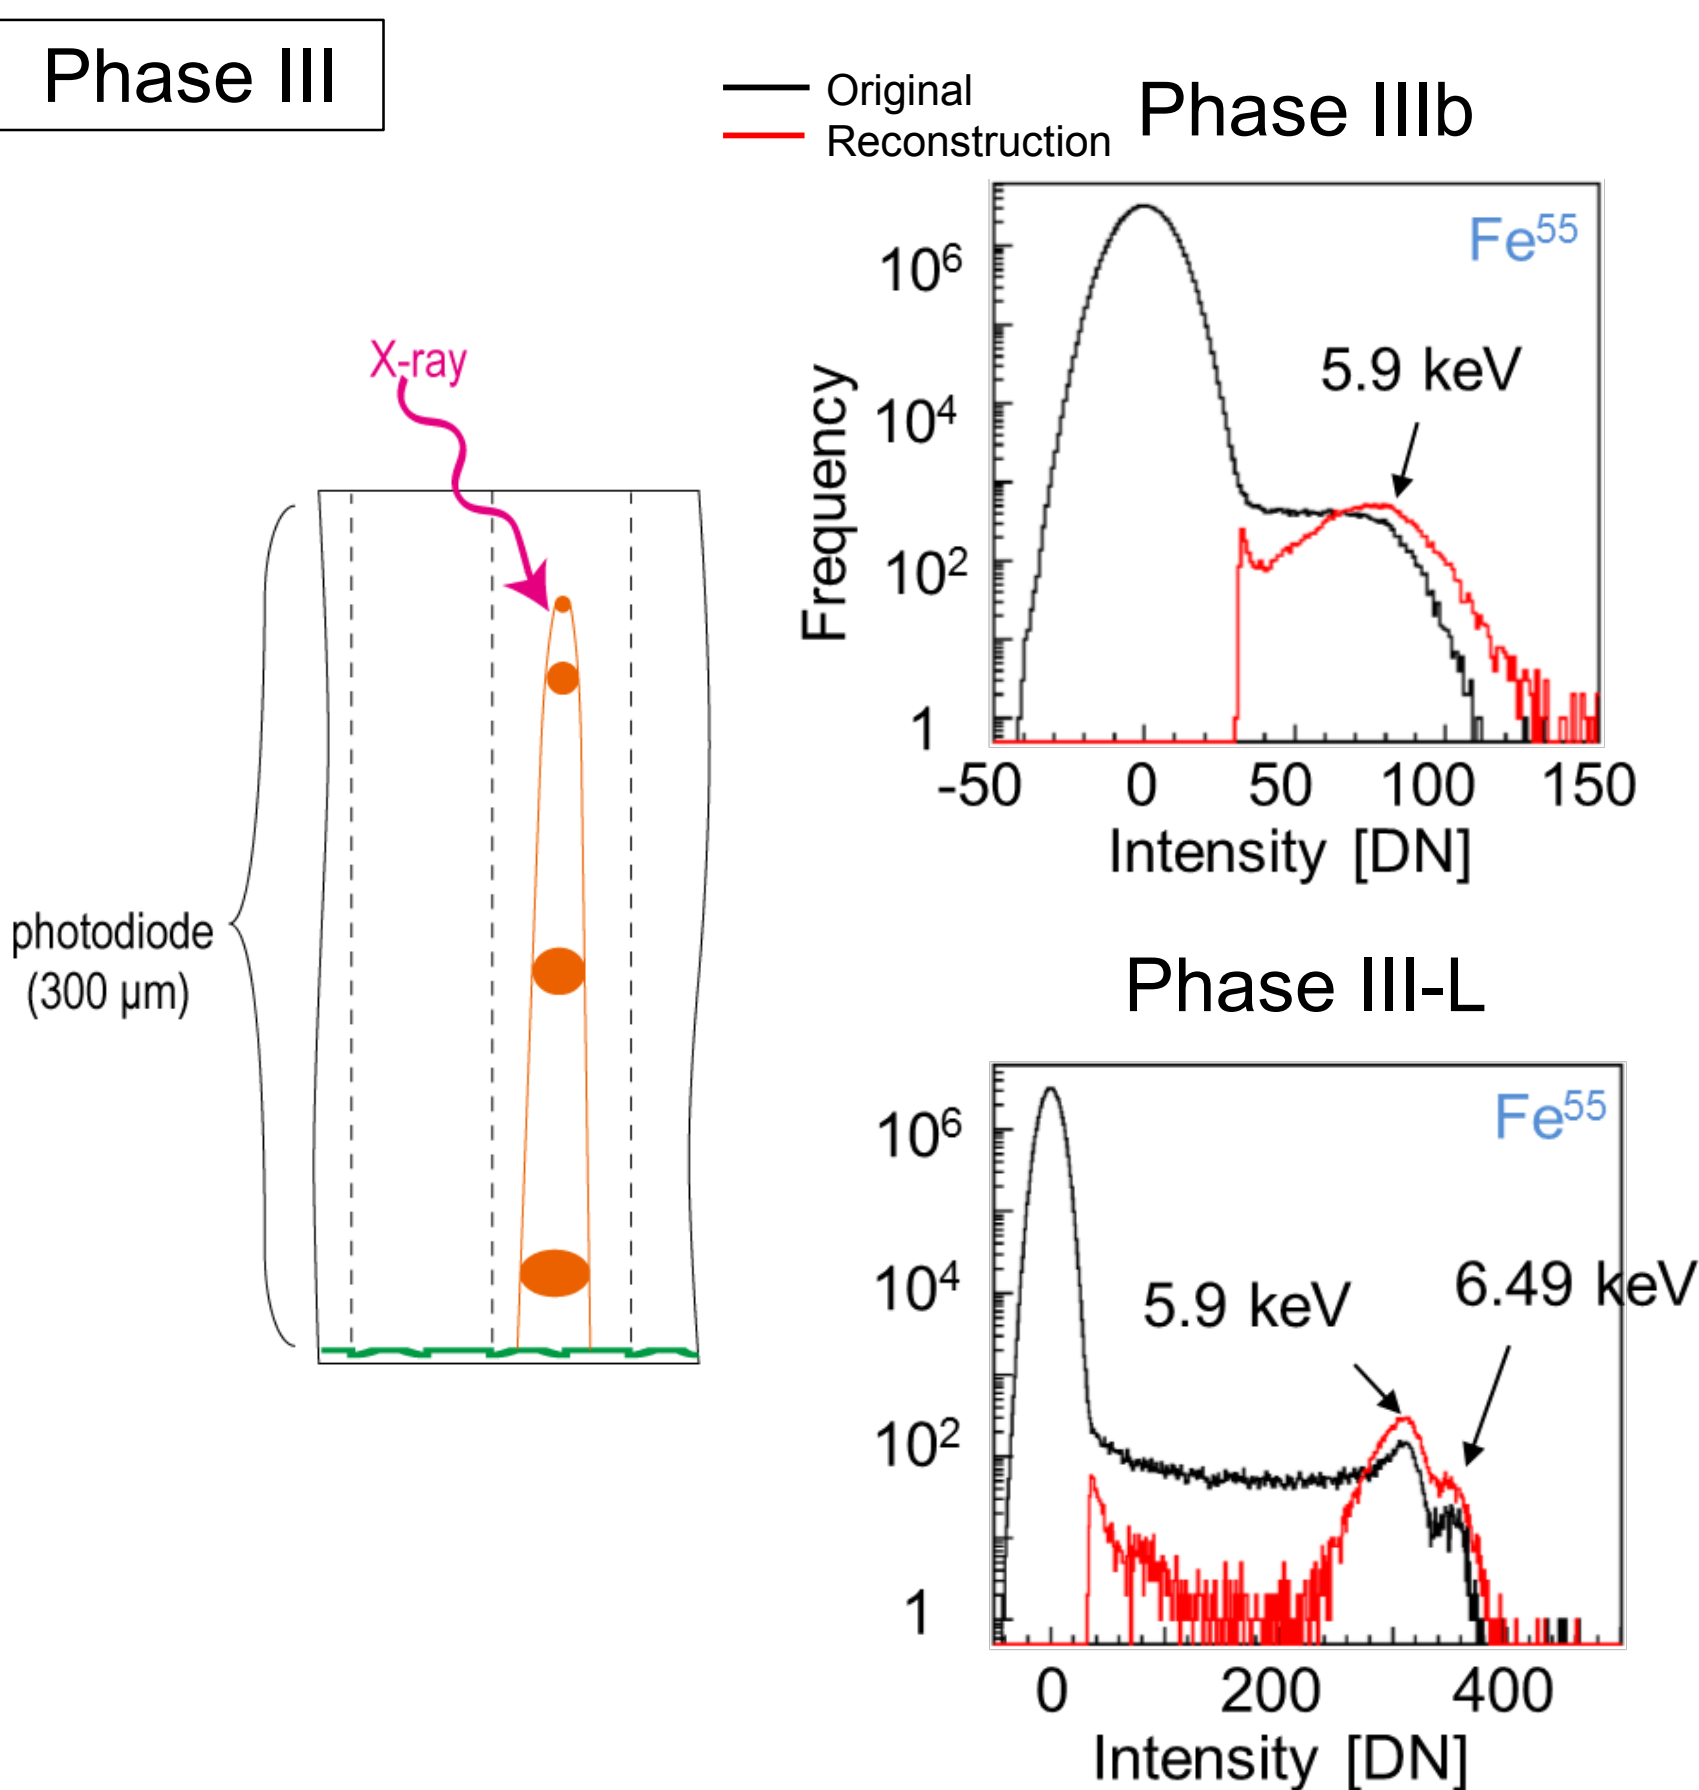 Phase III
Original
Reconstruction
Phase IIIb
Fe⁵⁵
5.9 keV
10⁶
10⁴
10²
1
Frequency
-50 0 50 100 150
Intensity [DN]
X-ray
photodiode
(300 μm)
Phase III-L
Fe⁵⁵
5.9 keV
6.49 keV
10⁶
10⁴
10²
1
0 200 400
Intensity [DN]